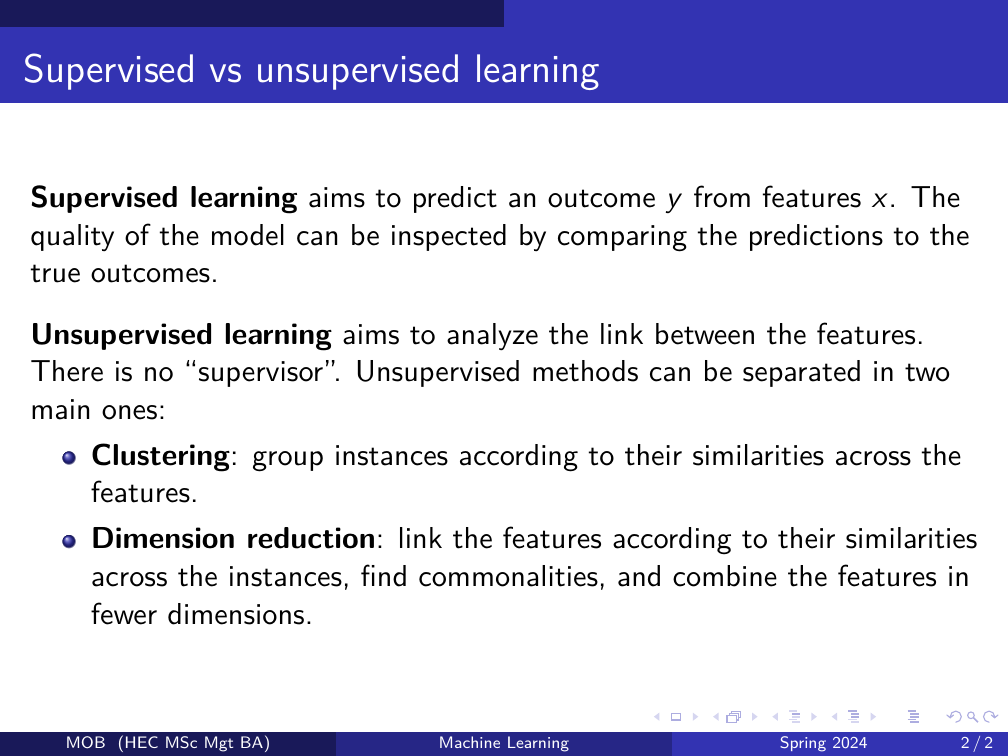 Supervised vs unsupervised learning
Supervised learning aims to predict an outcome y from features x. The
quality of the model can be inspected by comparing the predictions to the
true outcomes.
Unsupervised learning aims to analyze the link between the features.
There is no “supervisor”. Unsupervised methods can be separated in two
main ones:
Clustering: group instances according to their similarities across the
features.
Dimension reduction: link the features according to their similarities
across the instances, find commonalities, and combine the features in
fewer dimensions.
MOB (HEC MSc Mgt BA) Machine Learning Spring 2024 2 / 2